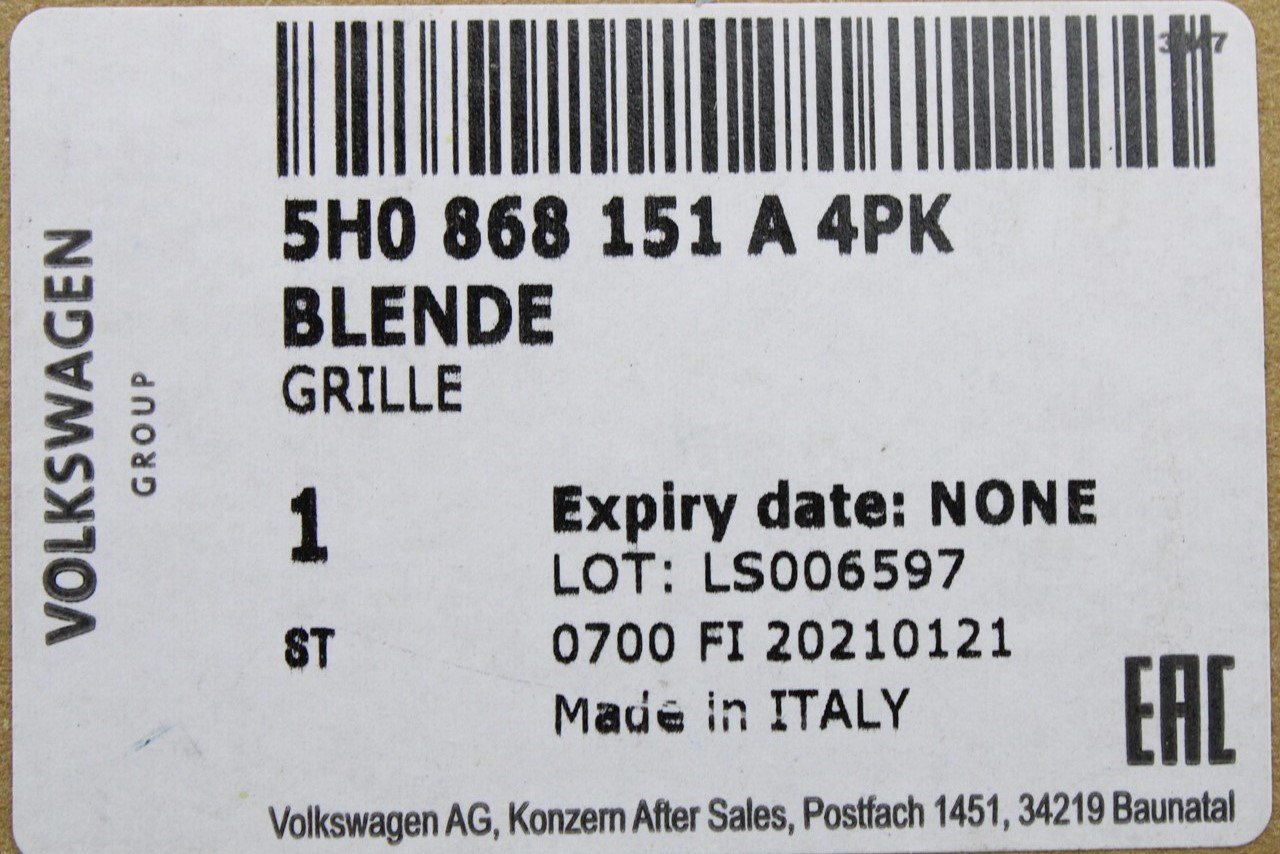 VOLKSWAGEN
GROUP
5H0 868 151 A 4PK
BLENDE
GRILLE
1
Expiry date: NONE
LOT: LS006597
ST
0700 FI 20210121
Made in ITALY
EAC
Volkswagen AG, Konzern After Sales, Postfach 1451, 34219 Baunatal